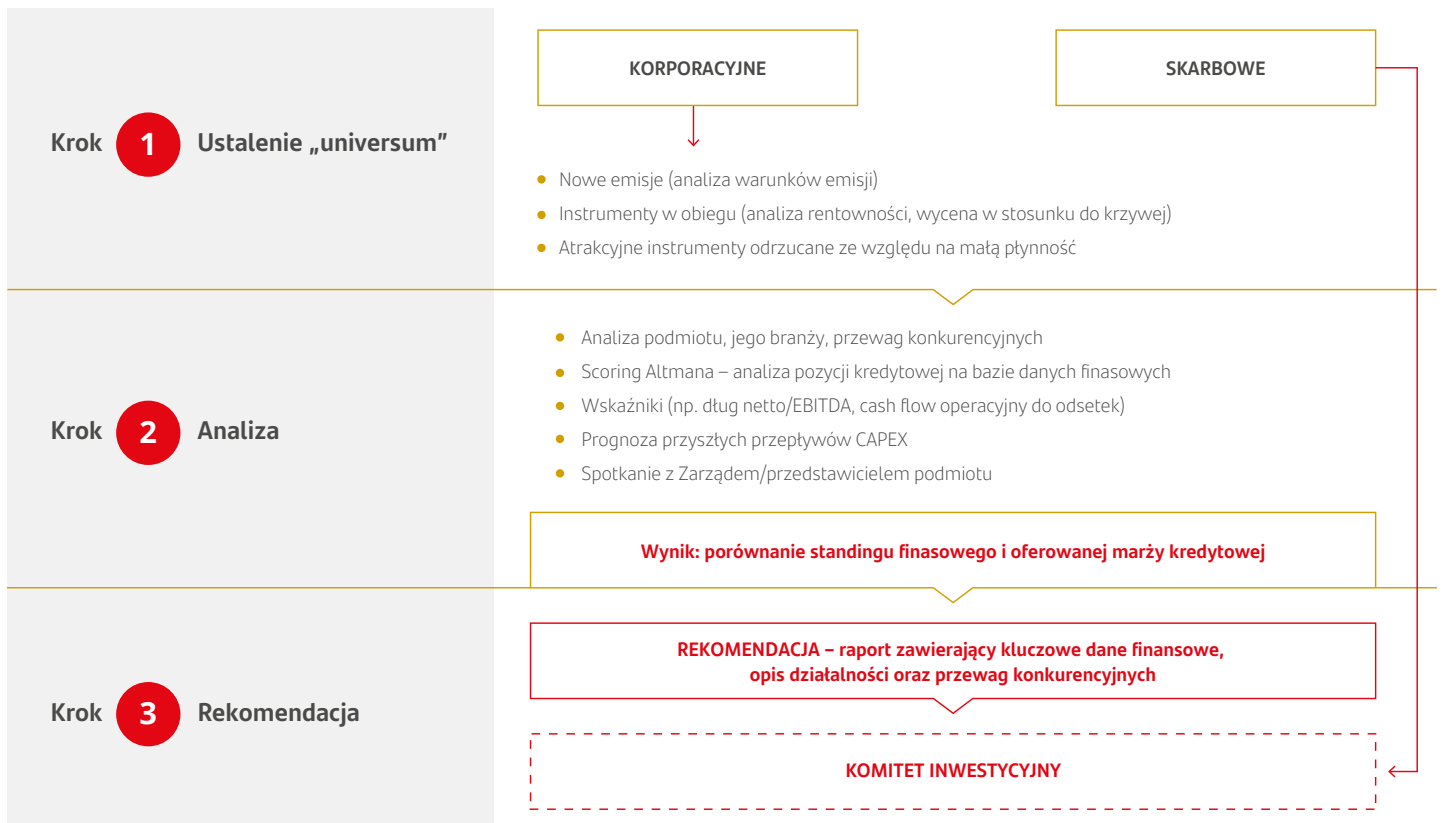 KORPORACYJNE
SKARBOWE
Krok 1 Ustalenie „universum”
Nowe emisje (analiza warunków emisji)
Instrumenty w obiegu (analiza rentowności, wycena w stosunku do krzywej)
Atrakcyjne instrumenty odrzucane ze względu na małą płynność
Krok 2 Analiza
Analiza podmiotu, jego branży, przewag konkurencyjnych
Scoring Altmana – analiza pozycji kredytowej na bazie danych finasowych
Wskaźniki (np. dług netto/EBITDA, cash flow operacyjny do odsetek)
Prognoza przyszłych przepływów CAPEX
Spotkanie z Zarządem/przedstawicielem podmiotu
Wynik: porównanie standingu finasowego i oferowanej marży kredytowej
Krok 3 Rekomendacja
REKOMENDACJA – raport zawierający kluczowe dane finansowe,
opis działalności oraz przewag konkurencyjnych
KOMITET INWESTYCYJNY